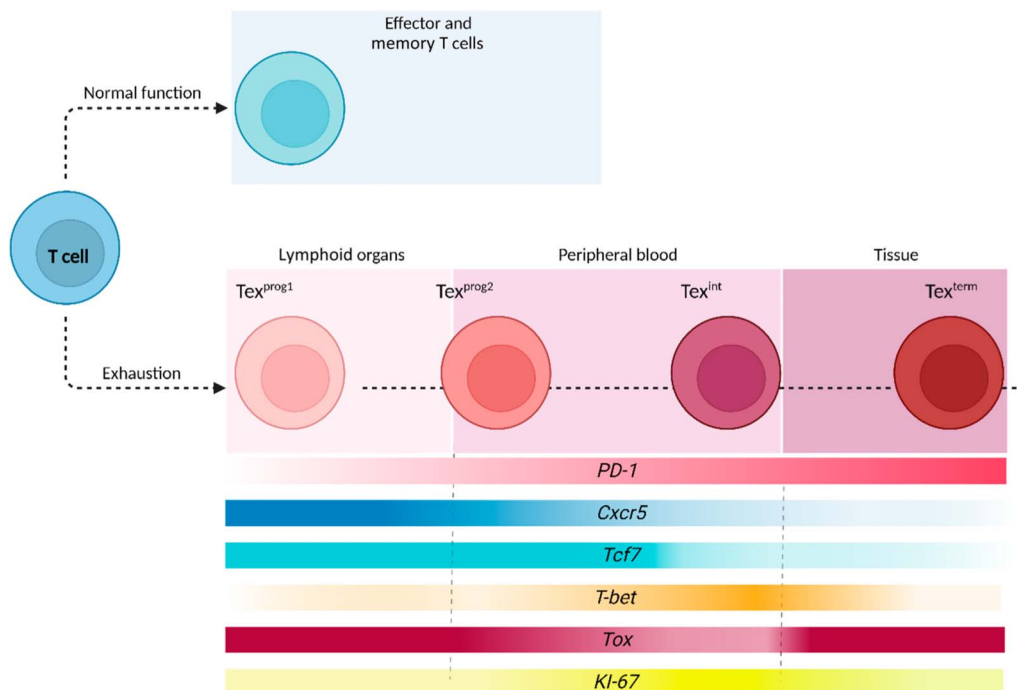 Effector and
memory T cells
Normal function
T cell
Lymphoid organs Peripheral blood Tissue
Texprog1 Texprog2 Texint Texterm
Exhaustion
PD-1
Cxcr5
Tcf7
T-bet
Tox
KI-67